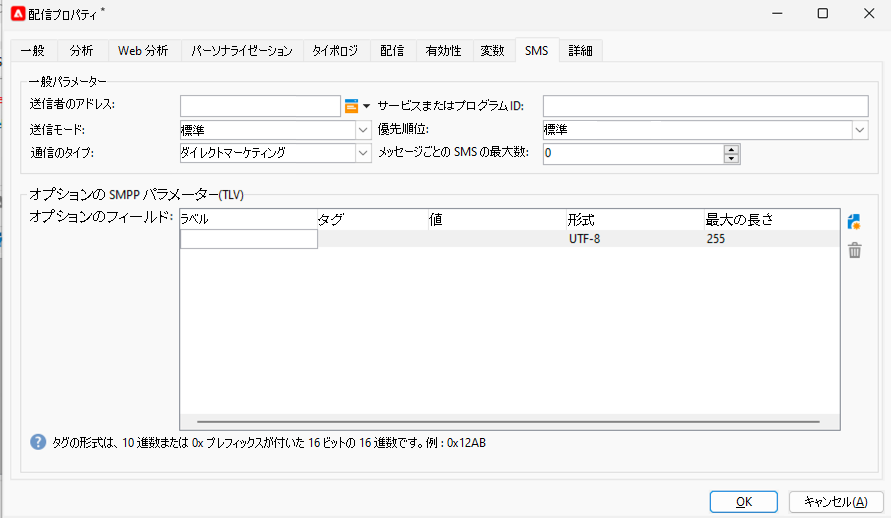 配信プロパティ *
一般 分析 Web 分析 パーソナライゼーション タイポロジ 配信 有効性 変数 SMS 詳細
一般パラメーター
送信者のアドレス: サービスまたはプログラム ID:
送信モード: 標準 優先順位: 標準
通信のタイプ: ダイレクトマーケティング メッセージごとの SMS の最大数: 0
オプションの SMPP パラメーター(TLV)
オプションのフィールド: ラベル タグ 値 形式 最大の長さ
UTF-8 255
タグの形式は、10 進数または 0x プレフィックスが付いた 16 ビットの 16 進数です。例 : 0x12AB
OK キャンセル(A)